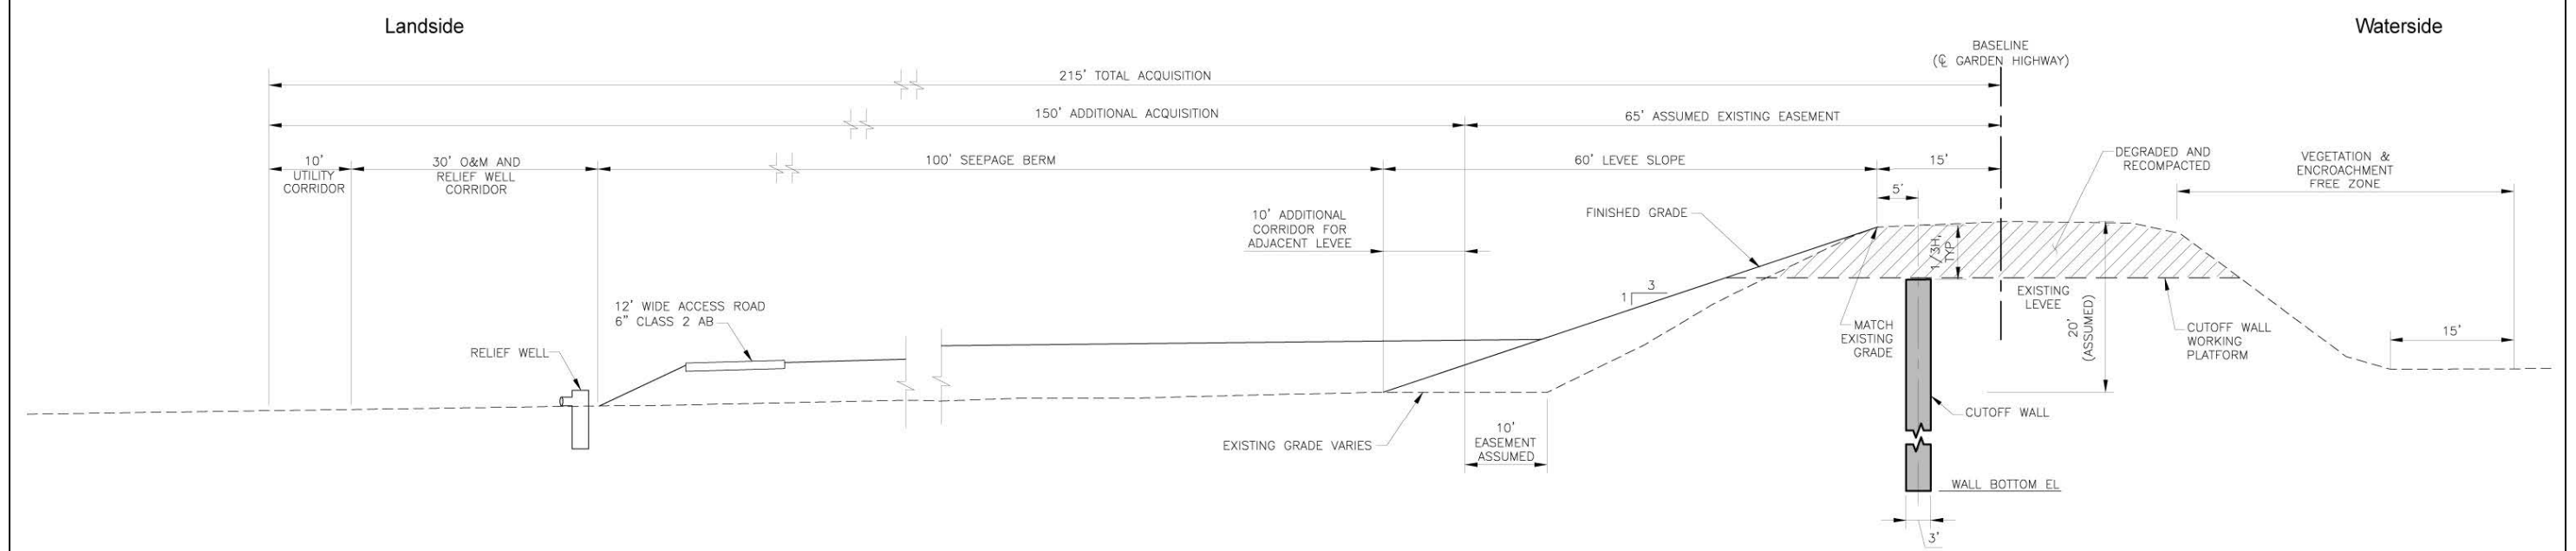 Landside
Waterside
BASELINE
(℄ GARDEN HIGHWAY)
215' TOTAL ACQUISITION
150' ADDITIONAL ACQUISITION
65' ASSUMED EXISTING EASEMENT
10'
UTILITY
CORRIDOR
30' O&M AND
RELIEF WELL
CORRIDOR
100' SEEPAGE BERM
60' LEVEE SLOPE
15'
5'
DEGRADED AND
RECOMPACTED
VEGETATION &
ENCROACHMENT
FREE ZONE
10' ADDITIONAL
CORRIDOR FOR
ADJACENT LEVEE
FINISHED GRADE
1/3H,
TYP
3
1
EXISTING
LEVEE
20'
(ASSUMED)
12' WIDE ACCESS ROAD
6" CLASS 2 AB
RELIEF WELL
MATCH
EXISTING
GRADE
CUTOFF WALL
WORKING
PLATFORM
15'
EXISTING GRADE VARIES
10'
EASEMENT
ASSUMED
CUTOFF WALL
WALL BOTTOM EL
3'